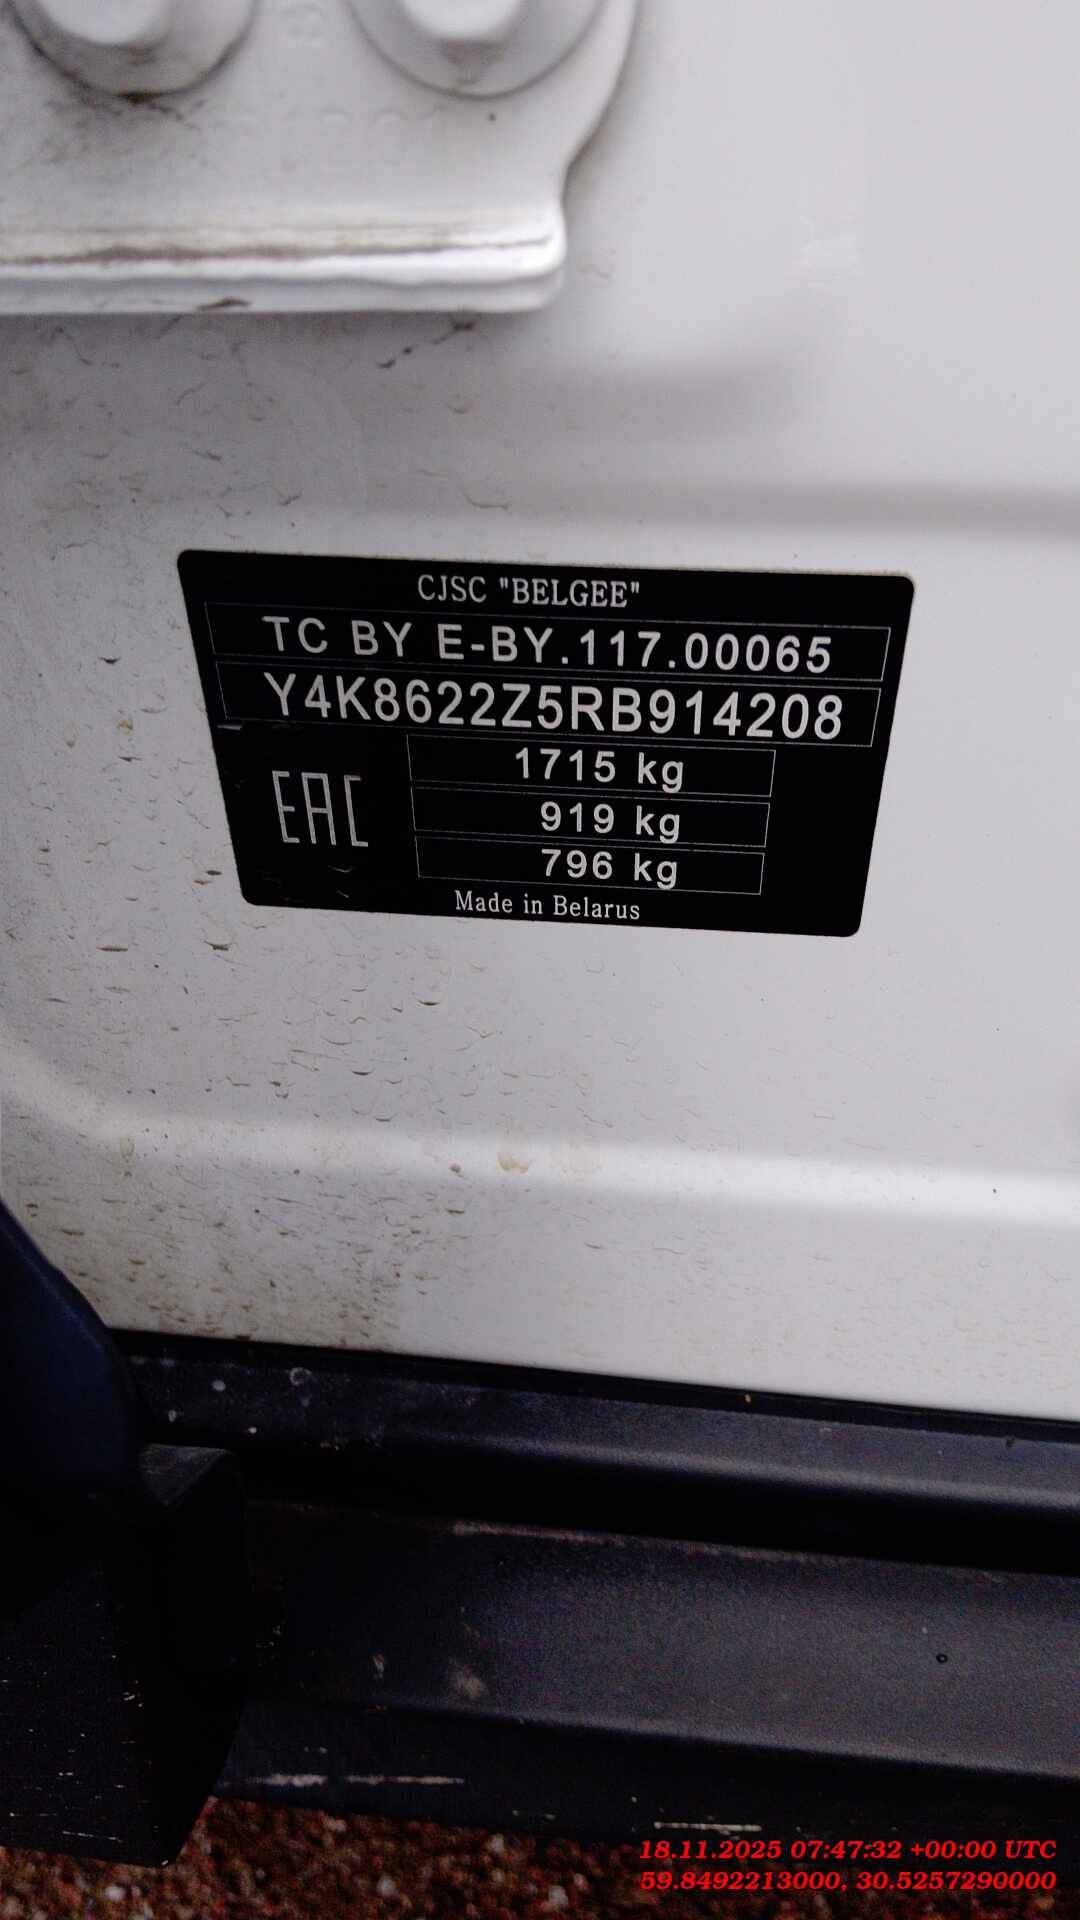 CJSC "BELGEE"
TC BY E-BY.117.00065
Y4K8622Z5RB914208
1715 kg
EAC
919 kg
796 kg
Made in Belarus
18.11.2025 07:47:32 +00:00 UTC
59.8492213000, 30.5257290000